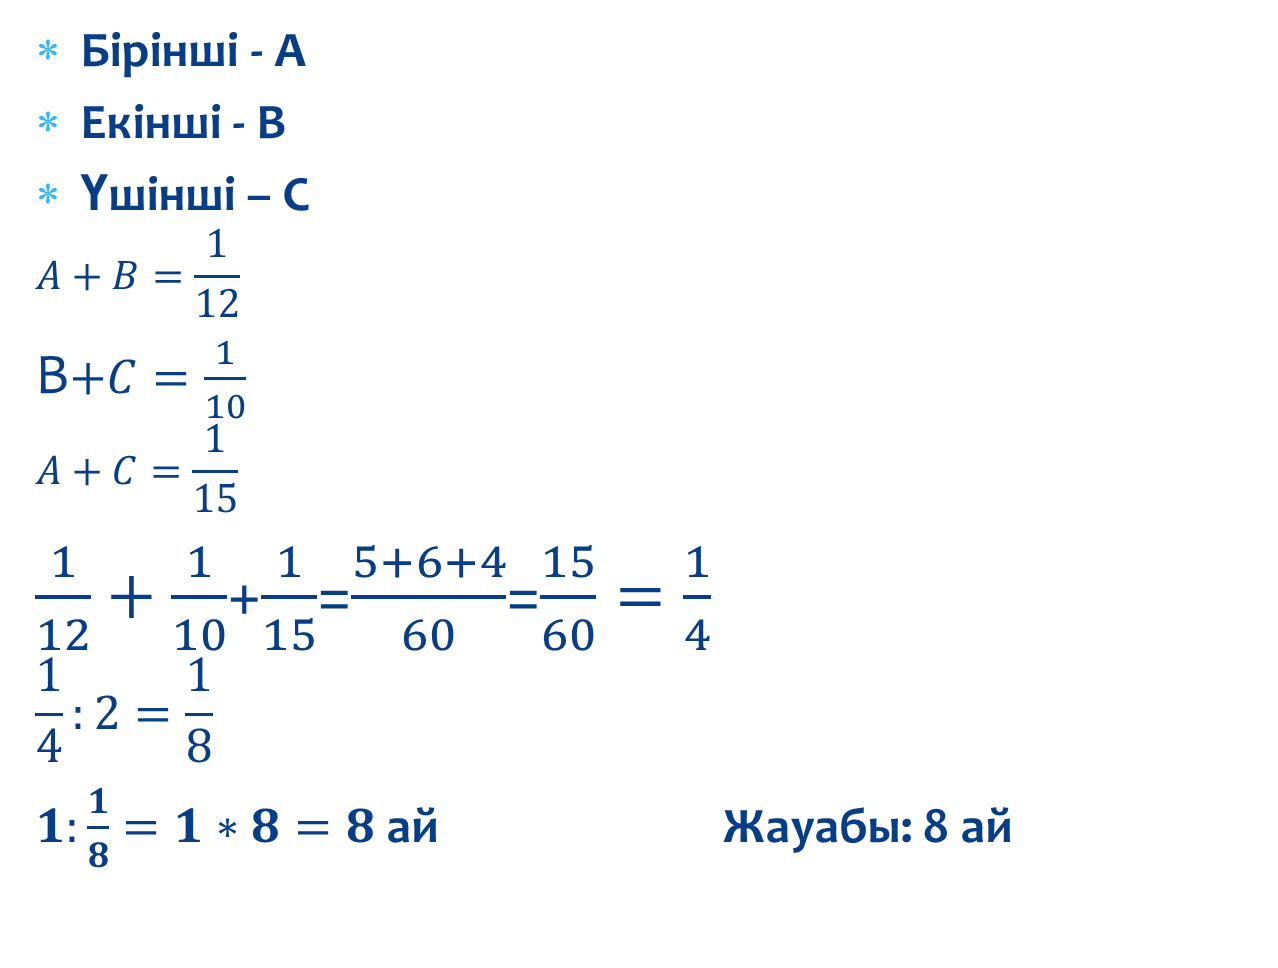 * Бірінші - А
* Екінші - В
* Үшінші – С
A + B = 1/12
В+C = 1/10
A + C = 1/15
1/12 + 1/10+1/15=5+6+4/60=15/60 = 1/4
1/4 : 2 = 1/8
1: 1/8 = 1 * 8 = 8 ай Жауабы: 8 ай